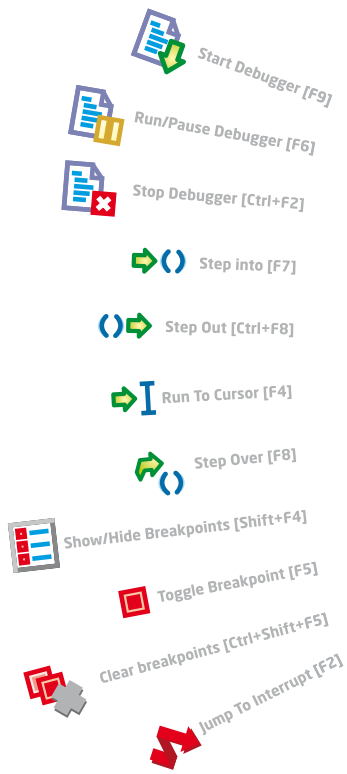 Start Debugger [F9]
Run/Pause Debugger [F6]
Stop Debugger [Ctrl+F2]
Step into [F7]
Step Out [Ctrl+F8]
Run To Cursor [F4]
Step Over [F8]
Show/Hide Breakpoints [Shift+F4]
Toggle Breakpoint [F5]
Clear breakpoints [Ctrl+Shift+F5]
Jump To Interrupt [F2]